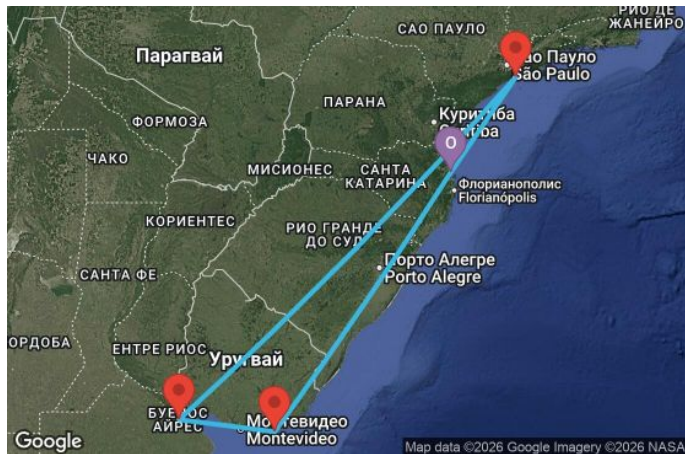 РИО ДЕ
ЖАНЕЙРО
САО ПАУЛО
Парагвай
Сао Пауло
São Paulo
ПАРАНА
ФОРМОЗА
Куритиба
Curitiba
O
ЧАКО
МИСИОНЕС
САНТА
КАТАРИНА
Флорианополис
Florianópolis
КОРИЕНТЕС
РИО ГРАНДЕ
ДО СУЛ
Порто Алегре
Porto Alegre
САНТА ФЕ
ОРДОБА
ЕНТРЕ РИОС
Уругвай
БУЕНОС
АЙРЕС
Монтевидео
Montevideo
Google
Map data ©2026 Google Imagery ©2026 NASA